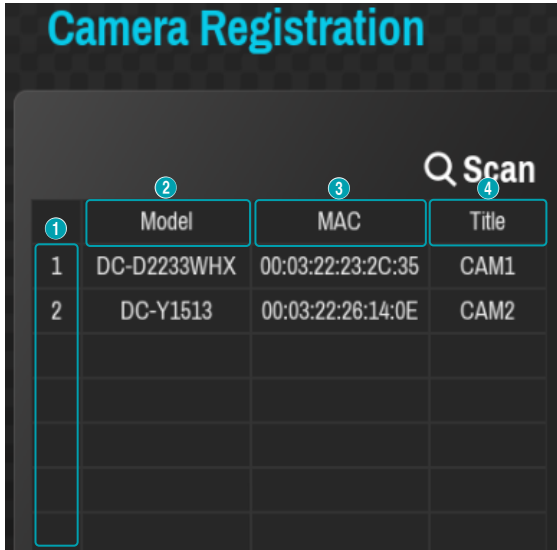 Camera Registration
Scan
1 2 3 4
Model MAC Title
1 DC-D2233WHX 00:03:22:23:2C:35 CAM1
2 DC-Y1513 00:03:22:26:14:0E CAM2